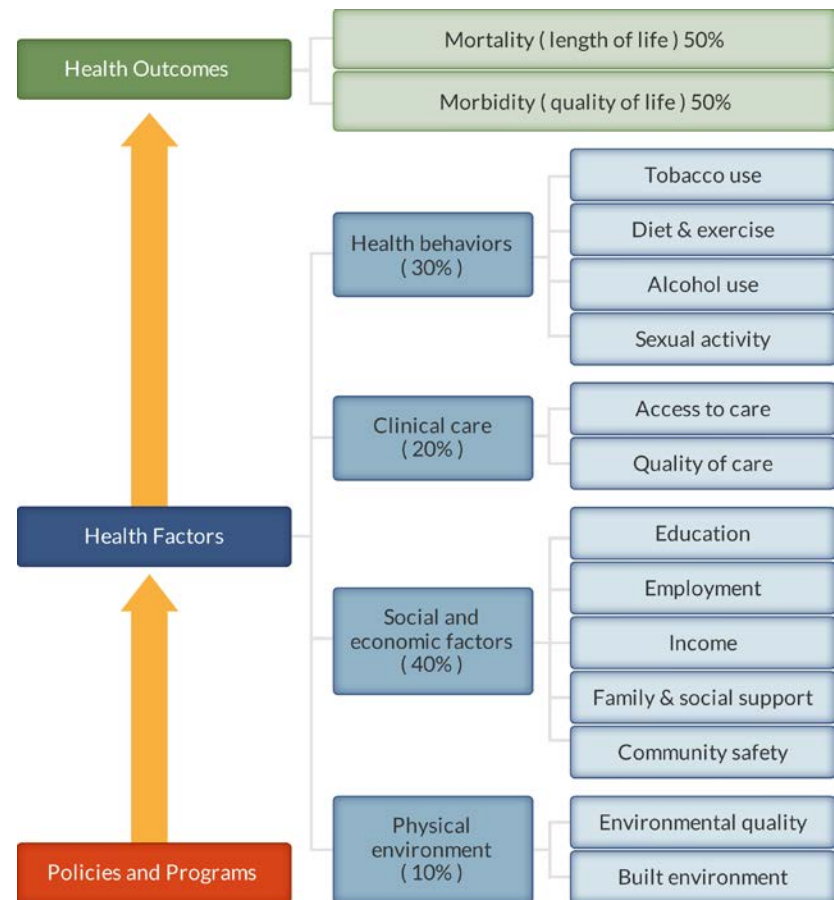 Health Outcomes
Mortality ( length of life ) 50%
Morbidity ( quality of life ) 50%
Health Factors
Health behaviors
( 30% )
Tobacco use
Diet & exercise
Alcohol use
Sexual activity
Clinical care
( 20% )
Access to care
Quality of care
Social and
economic factors
( 40% )
Education
Employment
Income
Family & social support
Community safety
Physical
environment
( 10% )
Environmental quality
Built environment
Policies and Programs